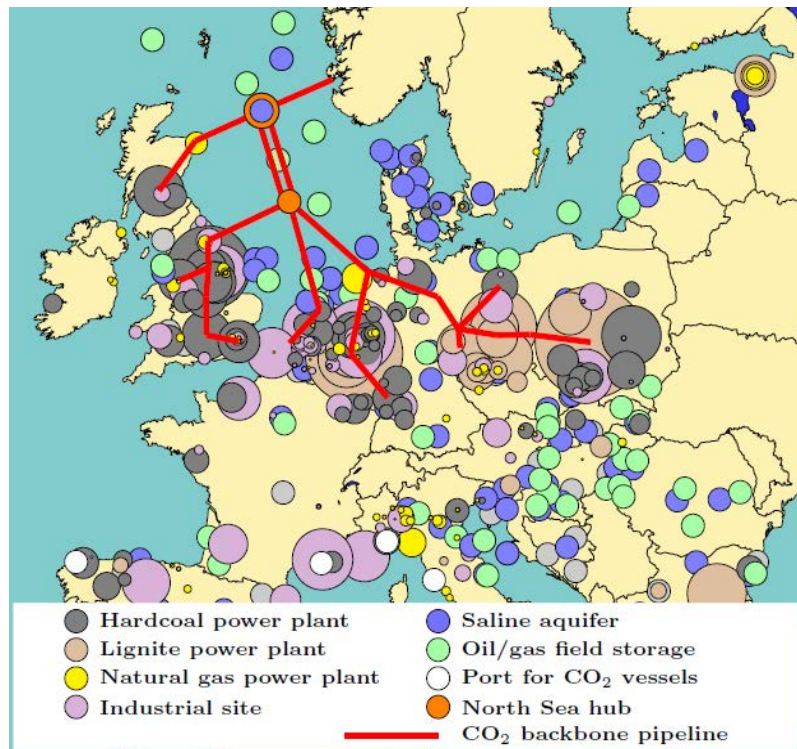 Hardcoal power plant
Lignite power plant
Natural gas power plant
Industrial site
Saline aquifer
Oil/gas field storage
Port for CO₂ vessels
North Sea hub
CO₂ backbone pipeline